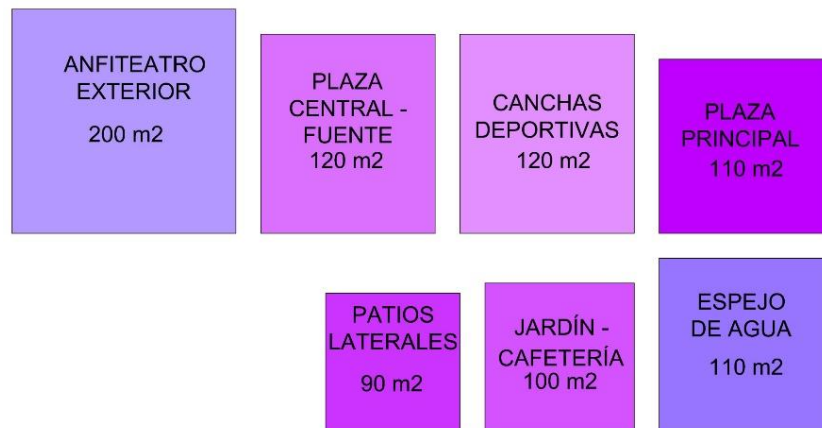 ANFITEATRO
EXTERIOR
200 m2
PLAZA
CENTRAL -
FUENTE
120 m2
CANCHAS
DEPORTIVAS
120 m2
PLAZA
PRINCIPAL
110 m2
PATIOS
LATERALES
90 m2
JARDÍN -
CAFETERÍA
100 m2
ESPEJO
DE AGUA
110 m2